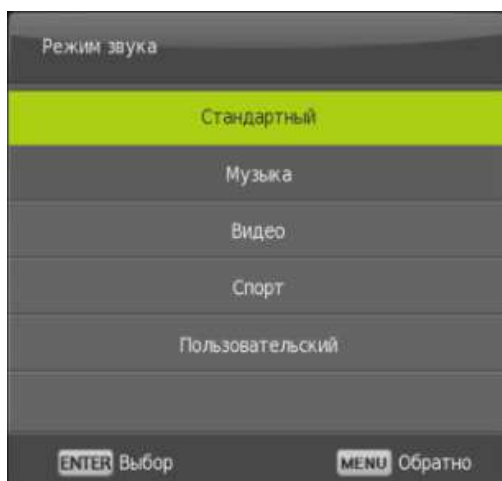 Режим звука
Стандартный
Музыка
Видео
Спорт
Пользовательский
ENTER Выбор MENU Обратно